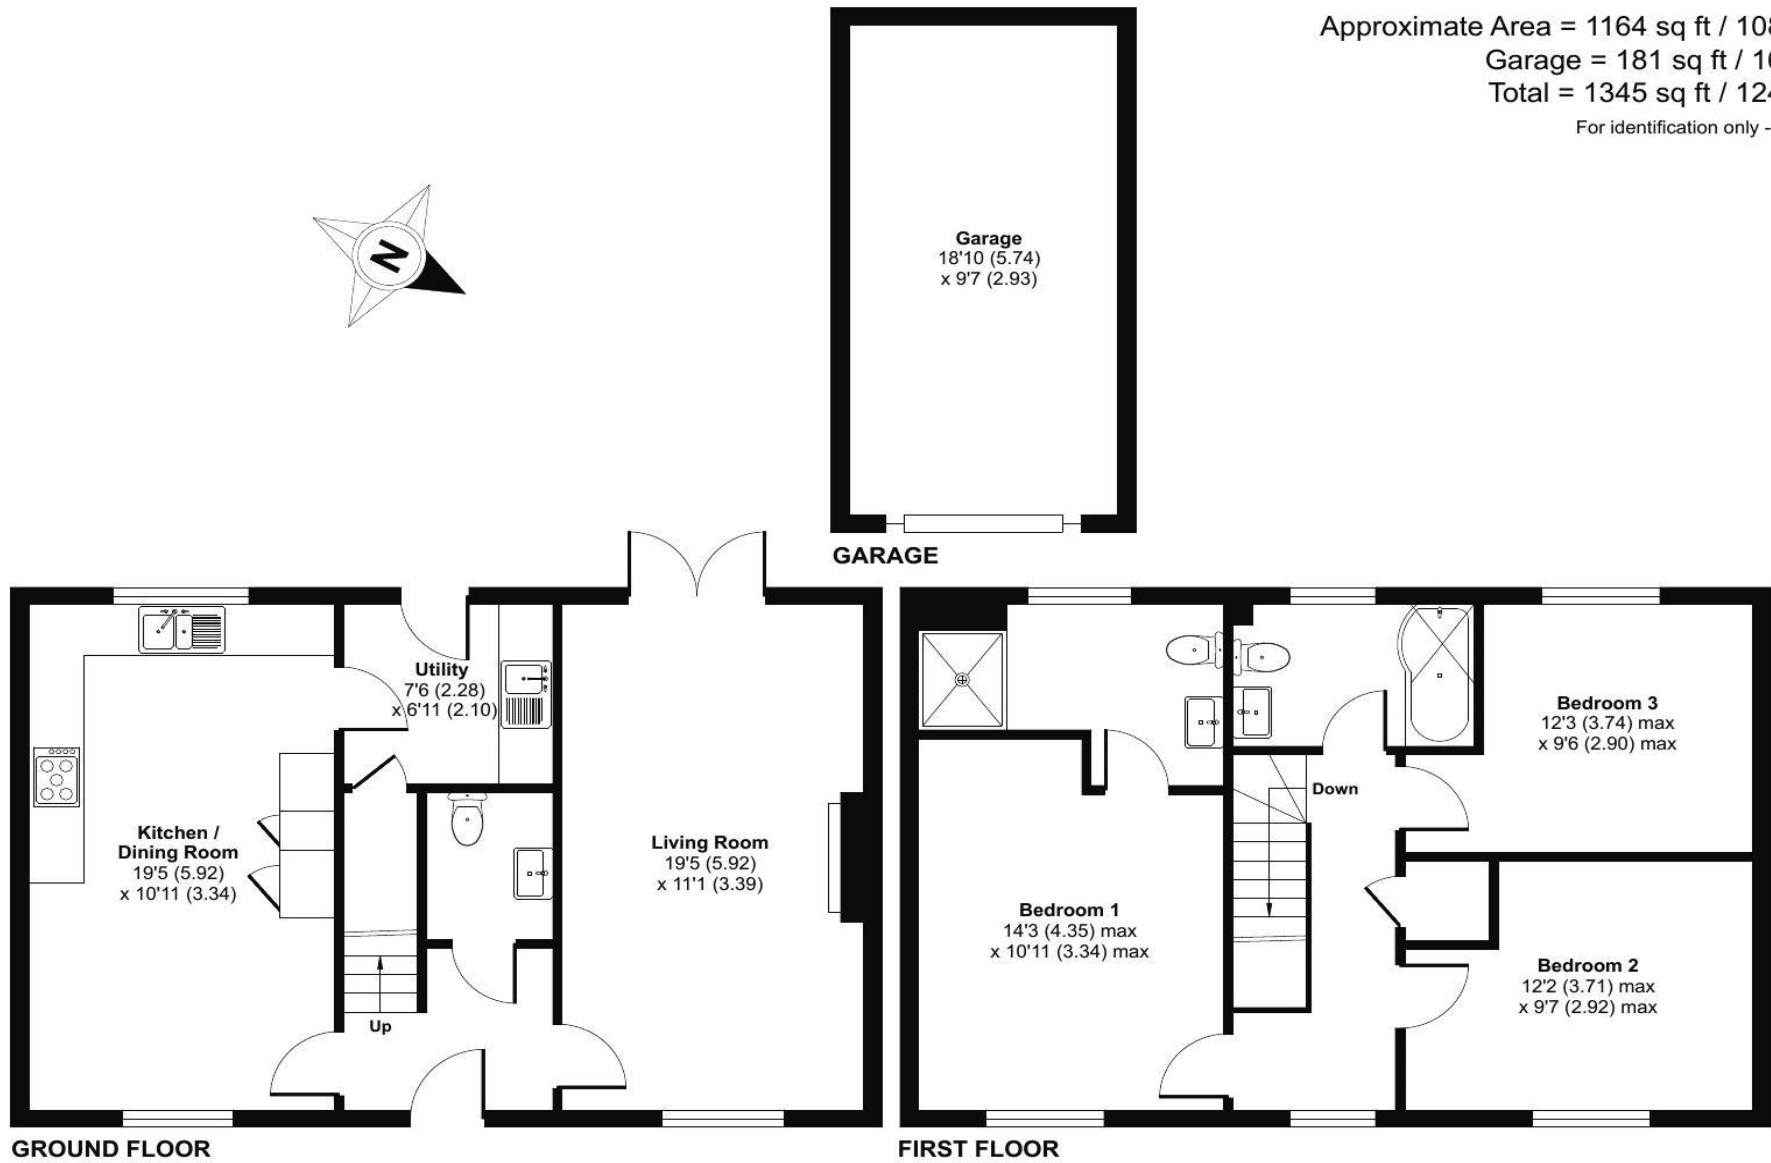 Approximate Area = 1164 sq ft /
Garage = 181 sq ft /
Total = 1345 sq ft /
For identification only -
N
Garage
18'10 (5.74)
x 9'7 (2.93)
GARAGE
Utility
7'6 (2.28)
x 6'11 (2.10)
Kitchen /
Dining Room
19'5 (5.92)
x 10'11 (3.34)
Living Room
19'5 (5.92)
x 11'1 (3.39)
Up
GROUND FLOOR
Bedroom 3
12'3 (3.74) max
x 9'6 (2.90) max
Down
Bedroom 1
14'3 (4.35) max
x 10'11 (3.34) max
Bedroom 2
12'2 (3.71) max
x 9'7 (2.92) max
FIRST FLOOR